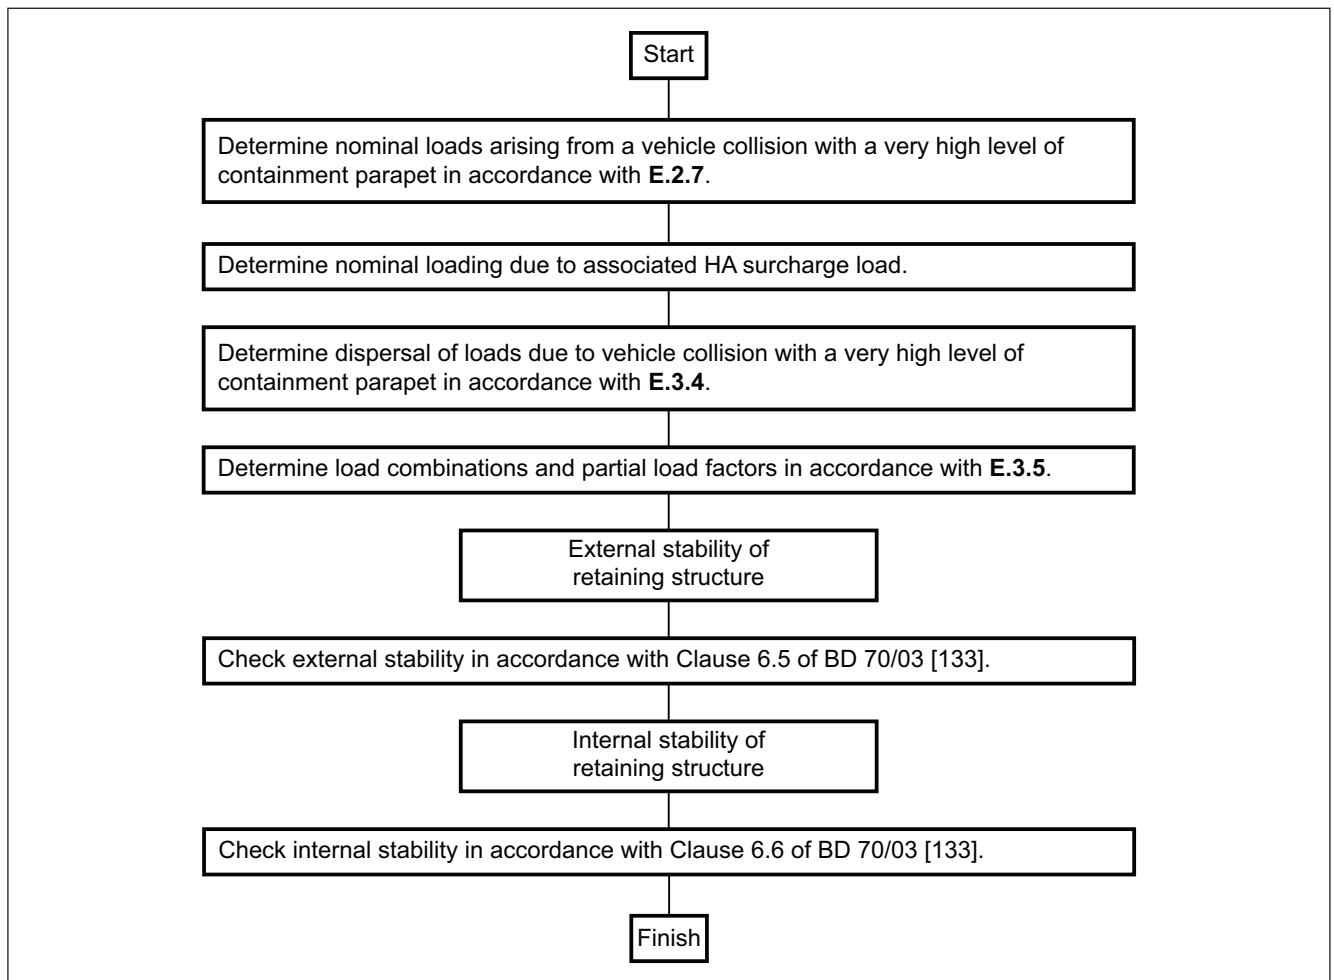 Start
Determine nominal loads arising from a vehicle collision with a very high level of
containment parapet in accordance with E.2.7.
Determine nominal loading due to associated HA surcharge load.
Determine dispersal of loads due to vehicle collision with a very high level of
containment parapet in accordance with E.3.4.
Determine load combinations and partial load factors in accordance with E.3.5.
External stability of
retaining structure
Check external stability in accordance with Clause 6.5 of BD 70/03 [133].
Internal stability of
retaining structure
Check internal stability in accordance with Clause 6.6 of BD 70/03 [133].
Finish